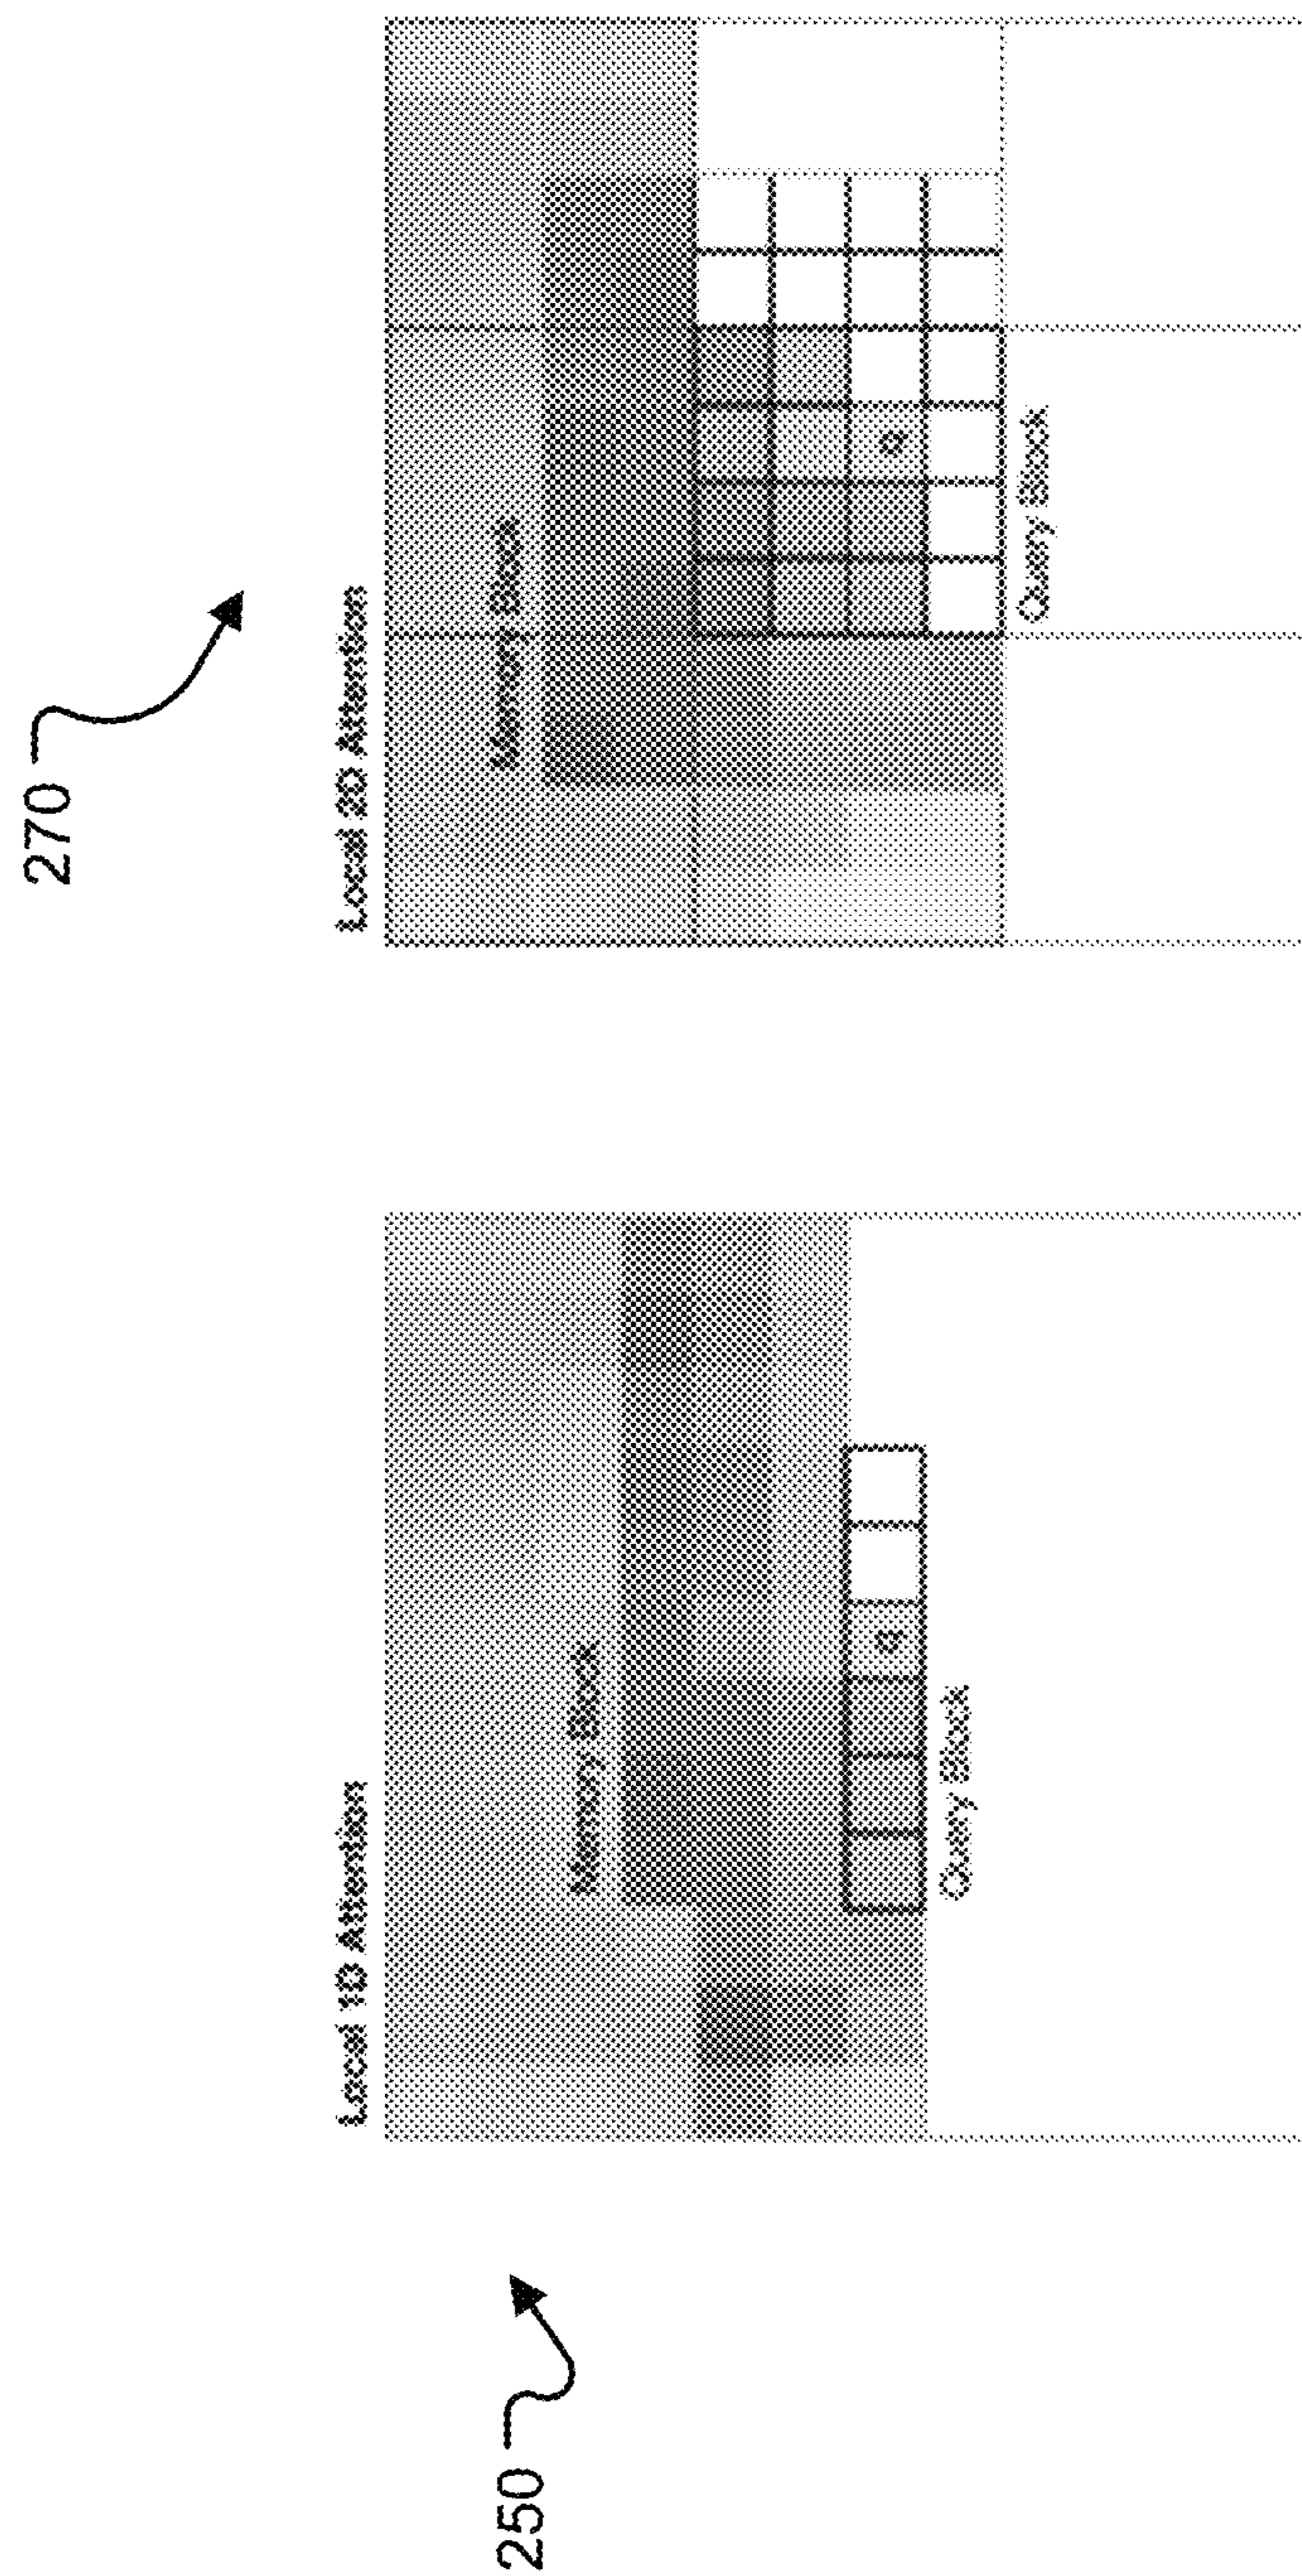 250
Local 1D Attention
Memory Block
q
Query Block
270
Local 2D Attention
Memory Block
q
Query Block